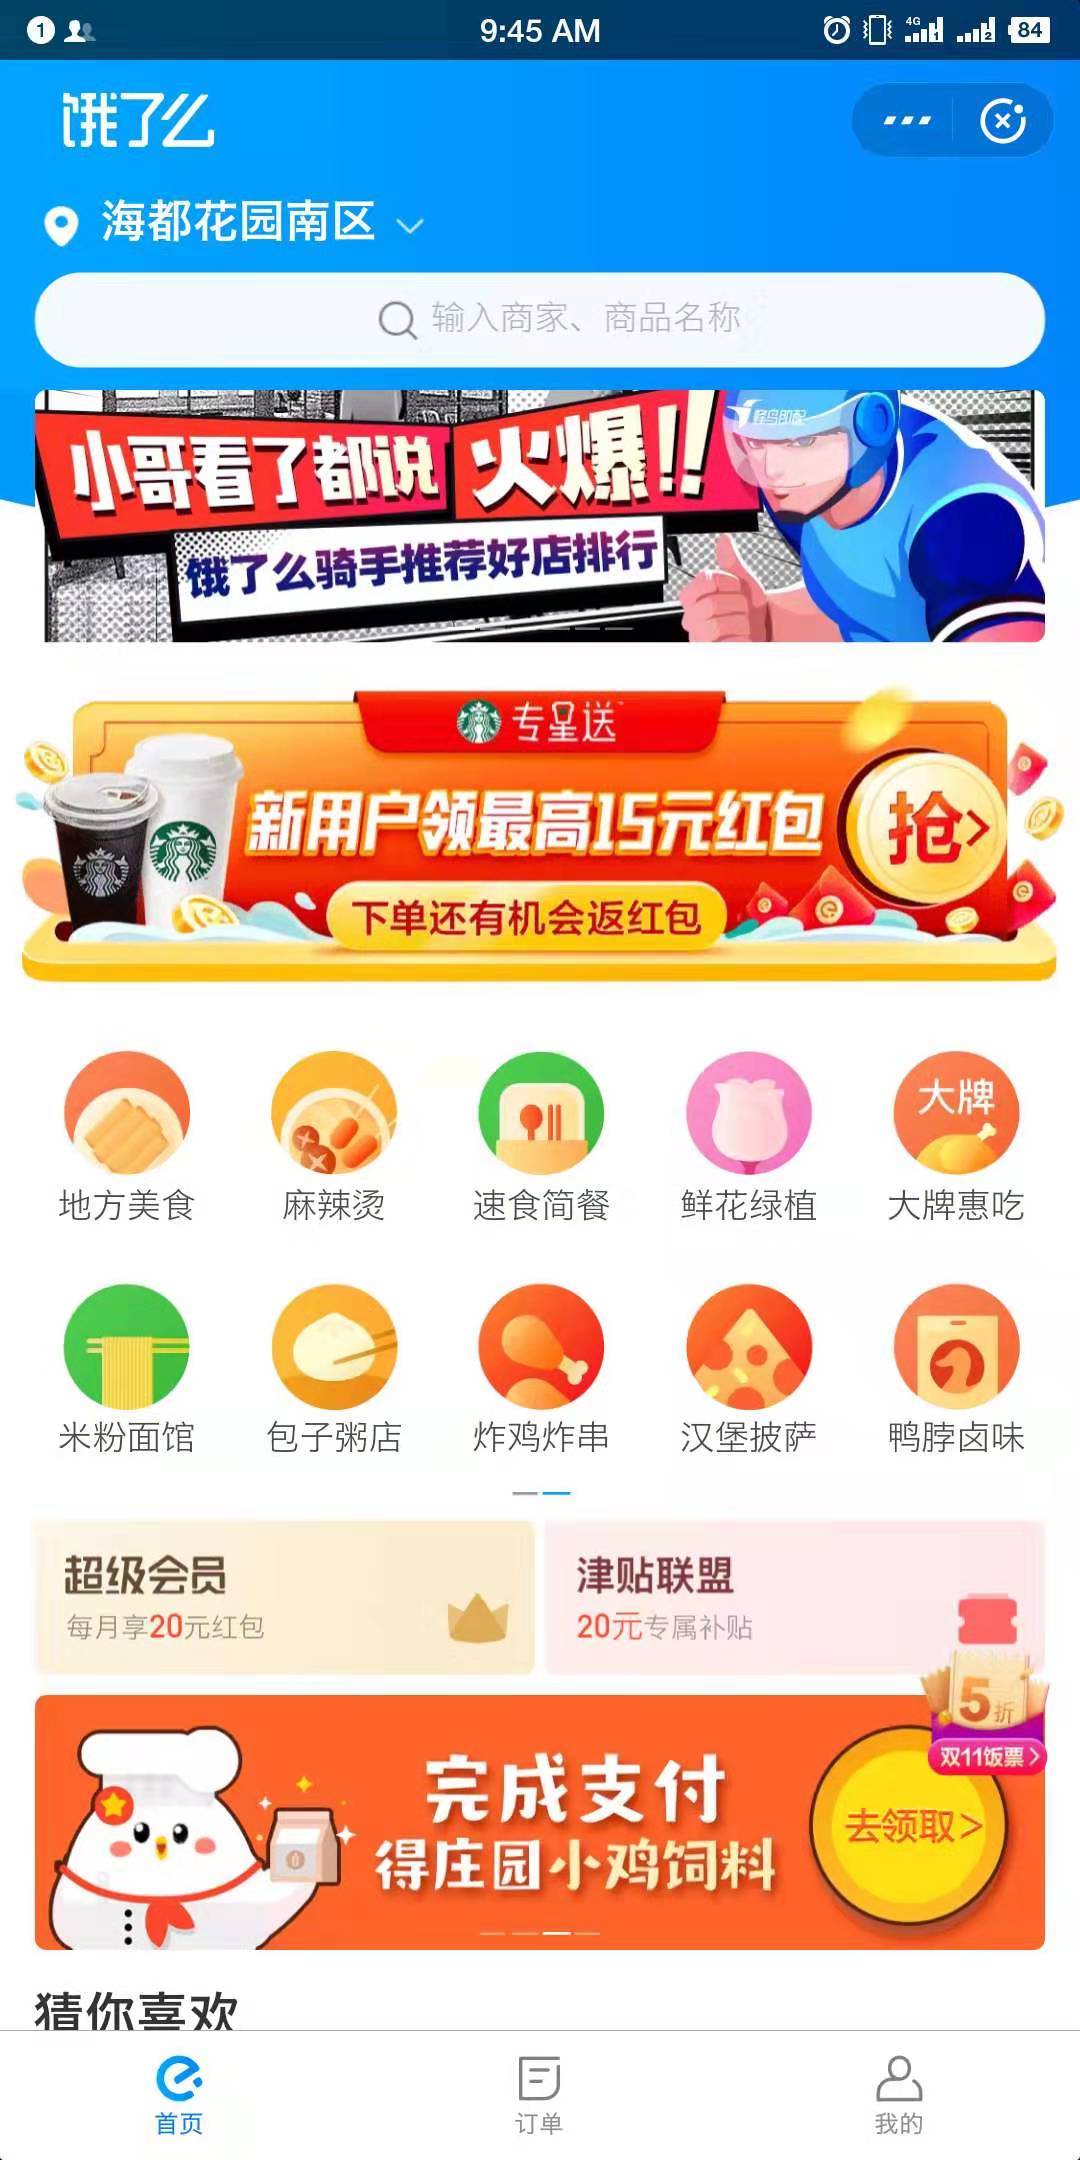 1
9:45 AM
4G 1 2 84
饿了么
海都花园南区
输入商家、商品名称
小哥看了都说 火爆!!
蜂鸟即配
饿了么骑手推荐好店排行
专星送
新用户领最高15元红包
抢>
下单还有机会返红包
大牌
地方美食 麻辣烫 速食简餐 鲜花绿植 大牌惠吃
米粉面馆 包子粥店 炸鸡炸串 汉堡披萨 鸭脖卤味
超级会员 津贴联盟
每月享20元红包 20元专属补贴
5折
双11饭票>
完成支付
得庄园小鸡饲料
去领取>
猜你喜欢
首页 订单 我的